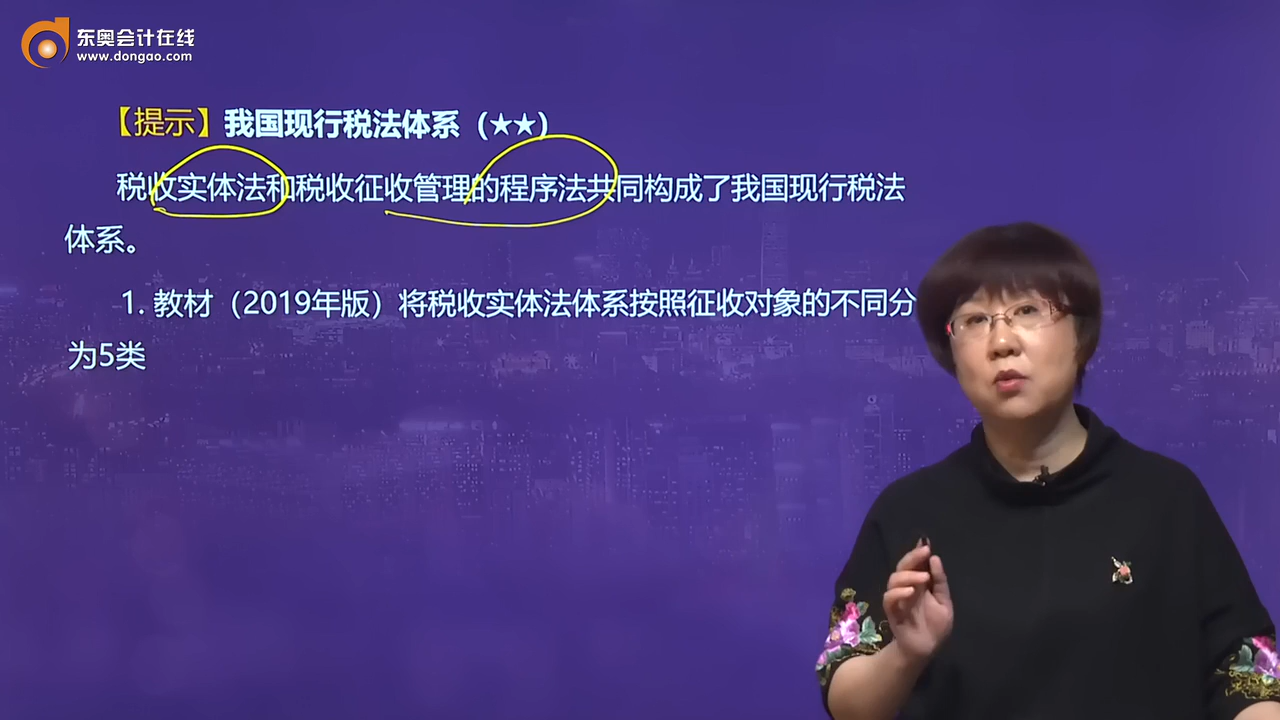 东奥会计在线
www.dongao.com
【提示】我国现行税法体系（★★）
税收实体法和税收征收管理的程序法共同构成了我国现行税法
体系。
1. 教材（2019年版）将税收实体法体系按照征收对象的不同分
为5类